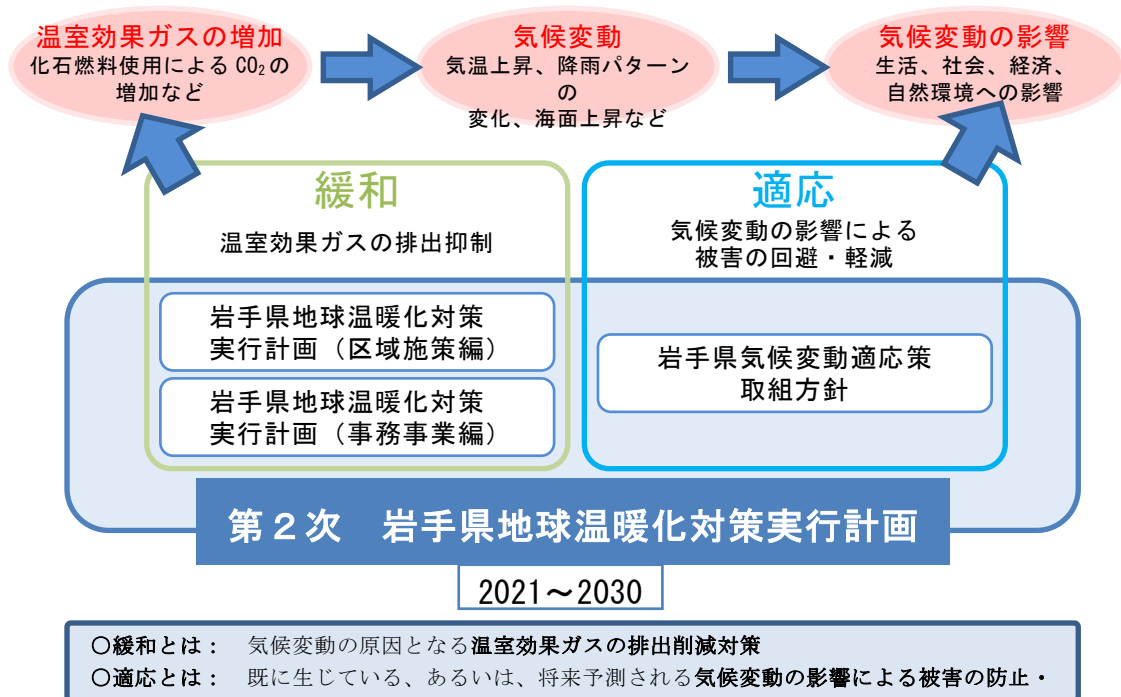 温室効果ガスの増加
化石燃料使用による CO₂の
増加など
気候変動
気温上昇、降雨パターン
の
変化、海面上昇など
気候変動の影響
生活、社会、経済、
自然環境への影響
緩和
温室効果ガスの排出抑制
適応
気候変動の影響による
被害の回避・軽減
岩手県地球温暖化対策
実行計画（区域施策編）
岩手県地球温暖化対策
実行計画（事務事業編）
岩手県気候変動適応策
取組方針
第２次　岩手県地球温暖化対策実行計画
2021～2030
〇緩和とは：　気候変動の原因となる温室効果ガスの排出削減対策
〇適応とは：　既に生じている、あるいは、将来予測される気候変動の影響による被害の防止・